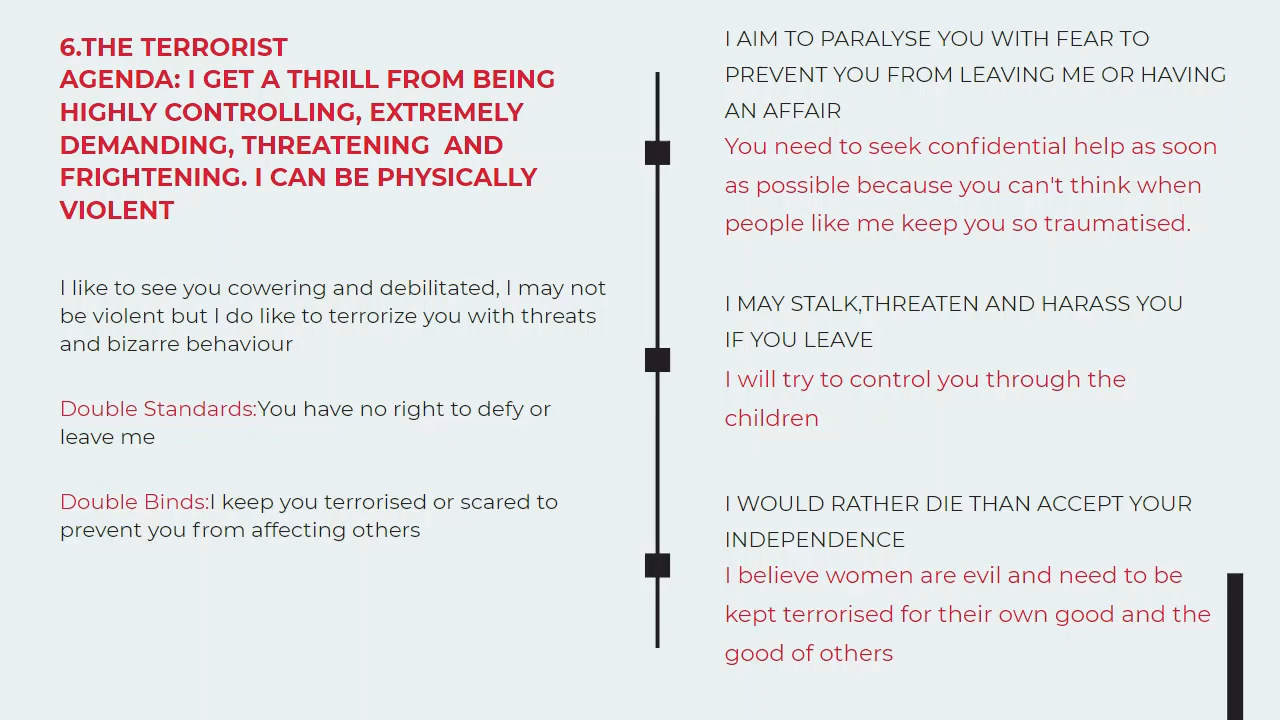 6.THE TERRORIST
AGENDA: I GET A THRILL FROM BEING
HIGHLY CONTROLLING, EXTREMELY
DEMANDING, THREATENING  AND
FRIGHTENING. I CAN BE PHYSICALLY
VIOLENT
I like to see you cowering and debilitated, I may not
be violent but I do like to terrorize you with threats
and bizarre behaviour
Double Standards:You have no right to defy or
leave me
Double Binds:I keep you terrorised or scared to
prevent you from affecting others
I AIM TO PARALYSE YOU WITH FEAR TO
PREVENT YOU FROM LEAVING ME OR HAVING
AN AFFAIR
You need to seek confidential help as soon
as possible because you can't think when
people like me keep you so traumatised.
I MAY STALK,THREATEN AND HARASS YOU
IF YOU LEAVE
I will try to control you through the
children
I WOULD RATHER DIE THAN ACCEPT YOUR
INDEPENDENCE
I believe women are evil and need to be
kept terrorised for their own good and the
good of others